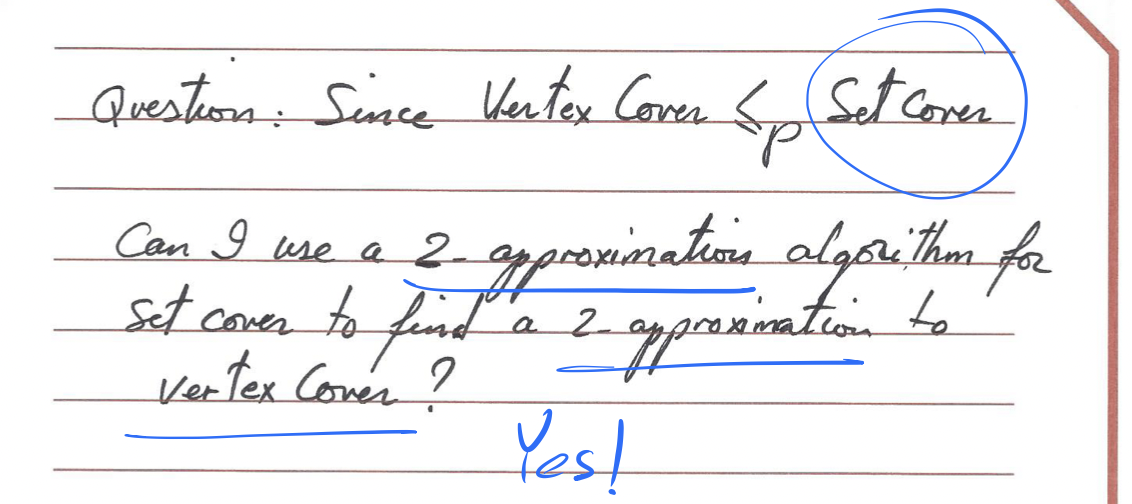 Question: Since Vertex Cover ≤p Set Cover
Can I use a 2-approximation algorithm for
set cover to find a 2-approximation to
vertex Cover?
Yes!